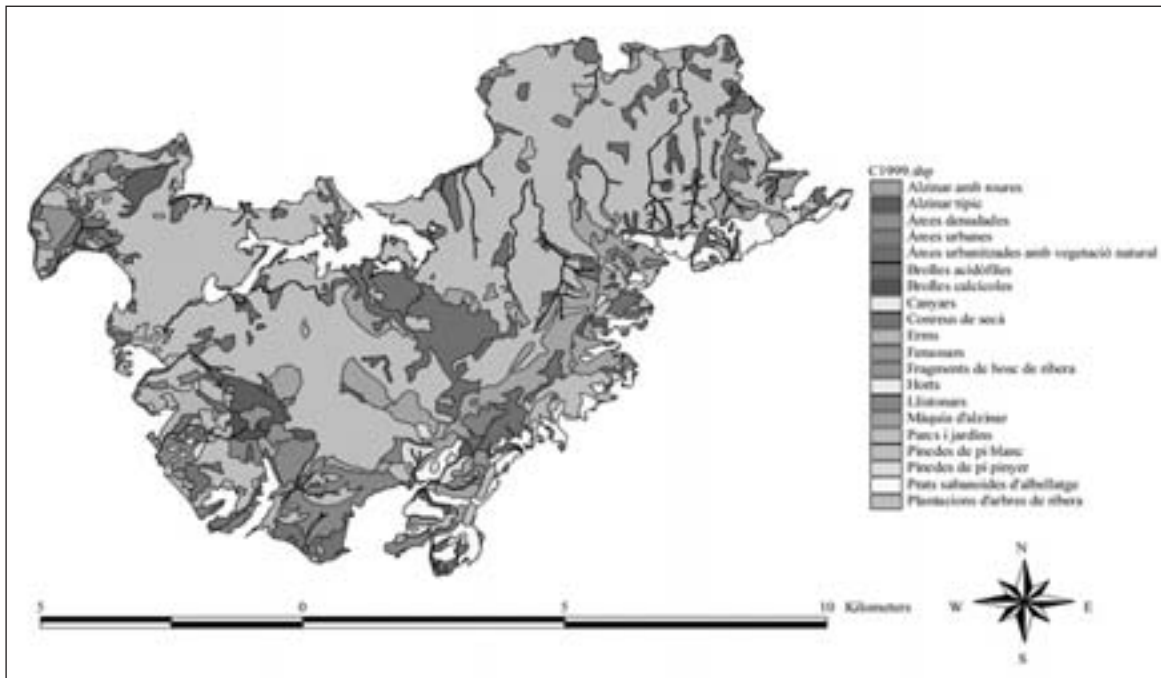 C1999.shp
Alzinar amb roures
Alzinar típic
Àrees denudades
Àrees urbanes
Àrees urbanitzades amb vegetació natural
Brolles acidòfiles
Brolles calcícoles
Canyars
Conreus de secà
Erms
Fenassars
Fragments de bosc de ribera
Horts
Llistonars
Màquia d'alzinar
Parcs i jardins
Pinedes de pi blanc
Pinedes de pi pinyer
Prats sabanoides d'albellatge
Plantacions d'arbres de ribera
N
W E
S
5 0 5 10 Kilometers